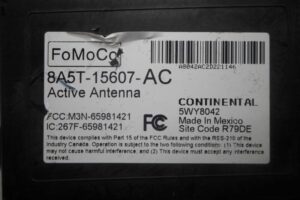 FoMoCo
A8042AC2D221146
8A5T-15607-AC
Active Antenna
CONTINENTAL
5WY8042
Made In Mexico
Site Code R79DE
FCC:M3N-65981421
IC:267F-65981421
FC
This device complies with Part 15 of the FCC Rules and with RSS-210 of the
Industry Canada. Operation is subject to the two following conditions: (1) This device
may not cause harmful interference, and (2) This device must accept any interference
received.